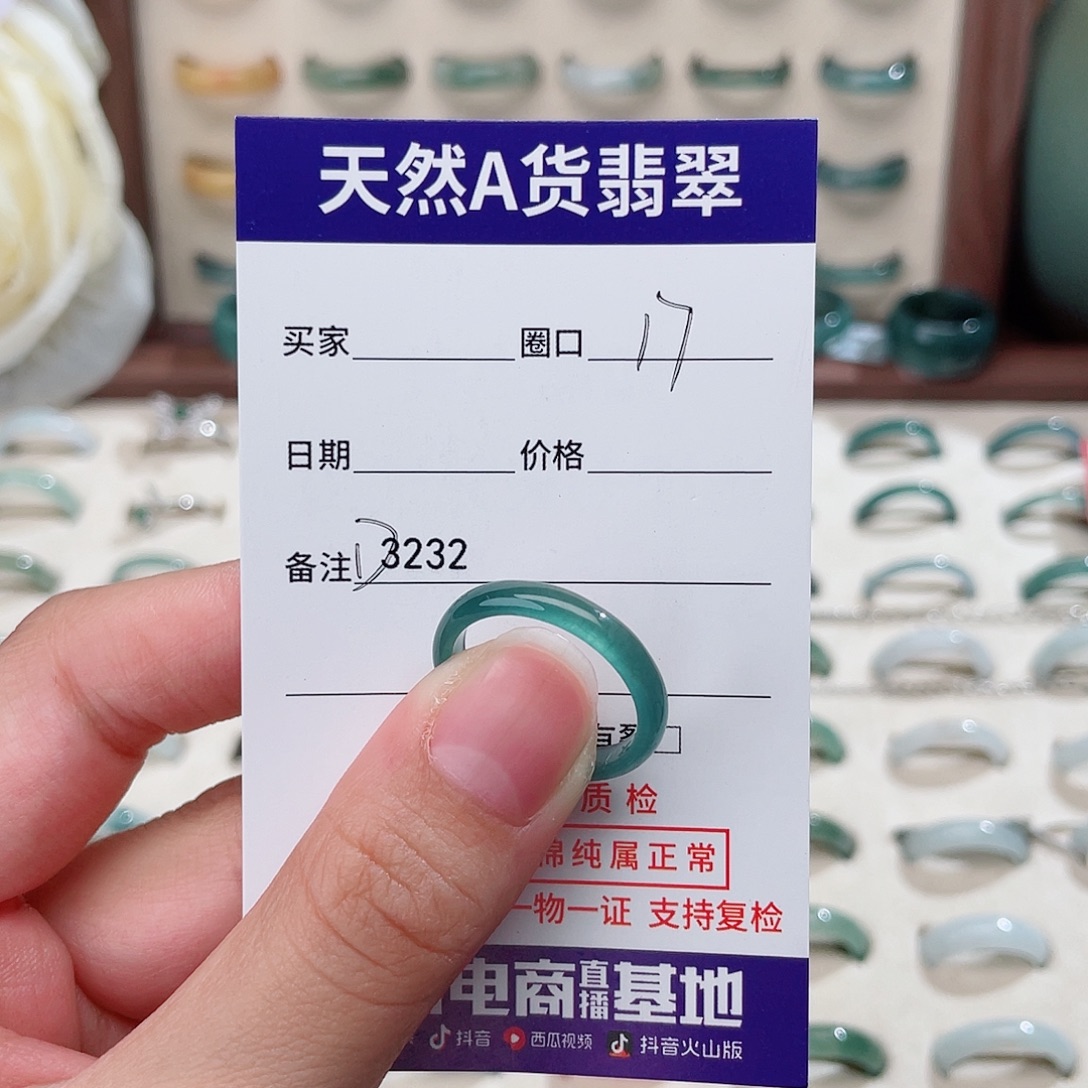 天然A货翡翠
买家 圈口 17
日期 价格
备注 13 3232
质检
棉纯属正常
一物一证 支持复检
电商直播基地
抖音 西瓜视频 抖音火山版